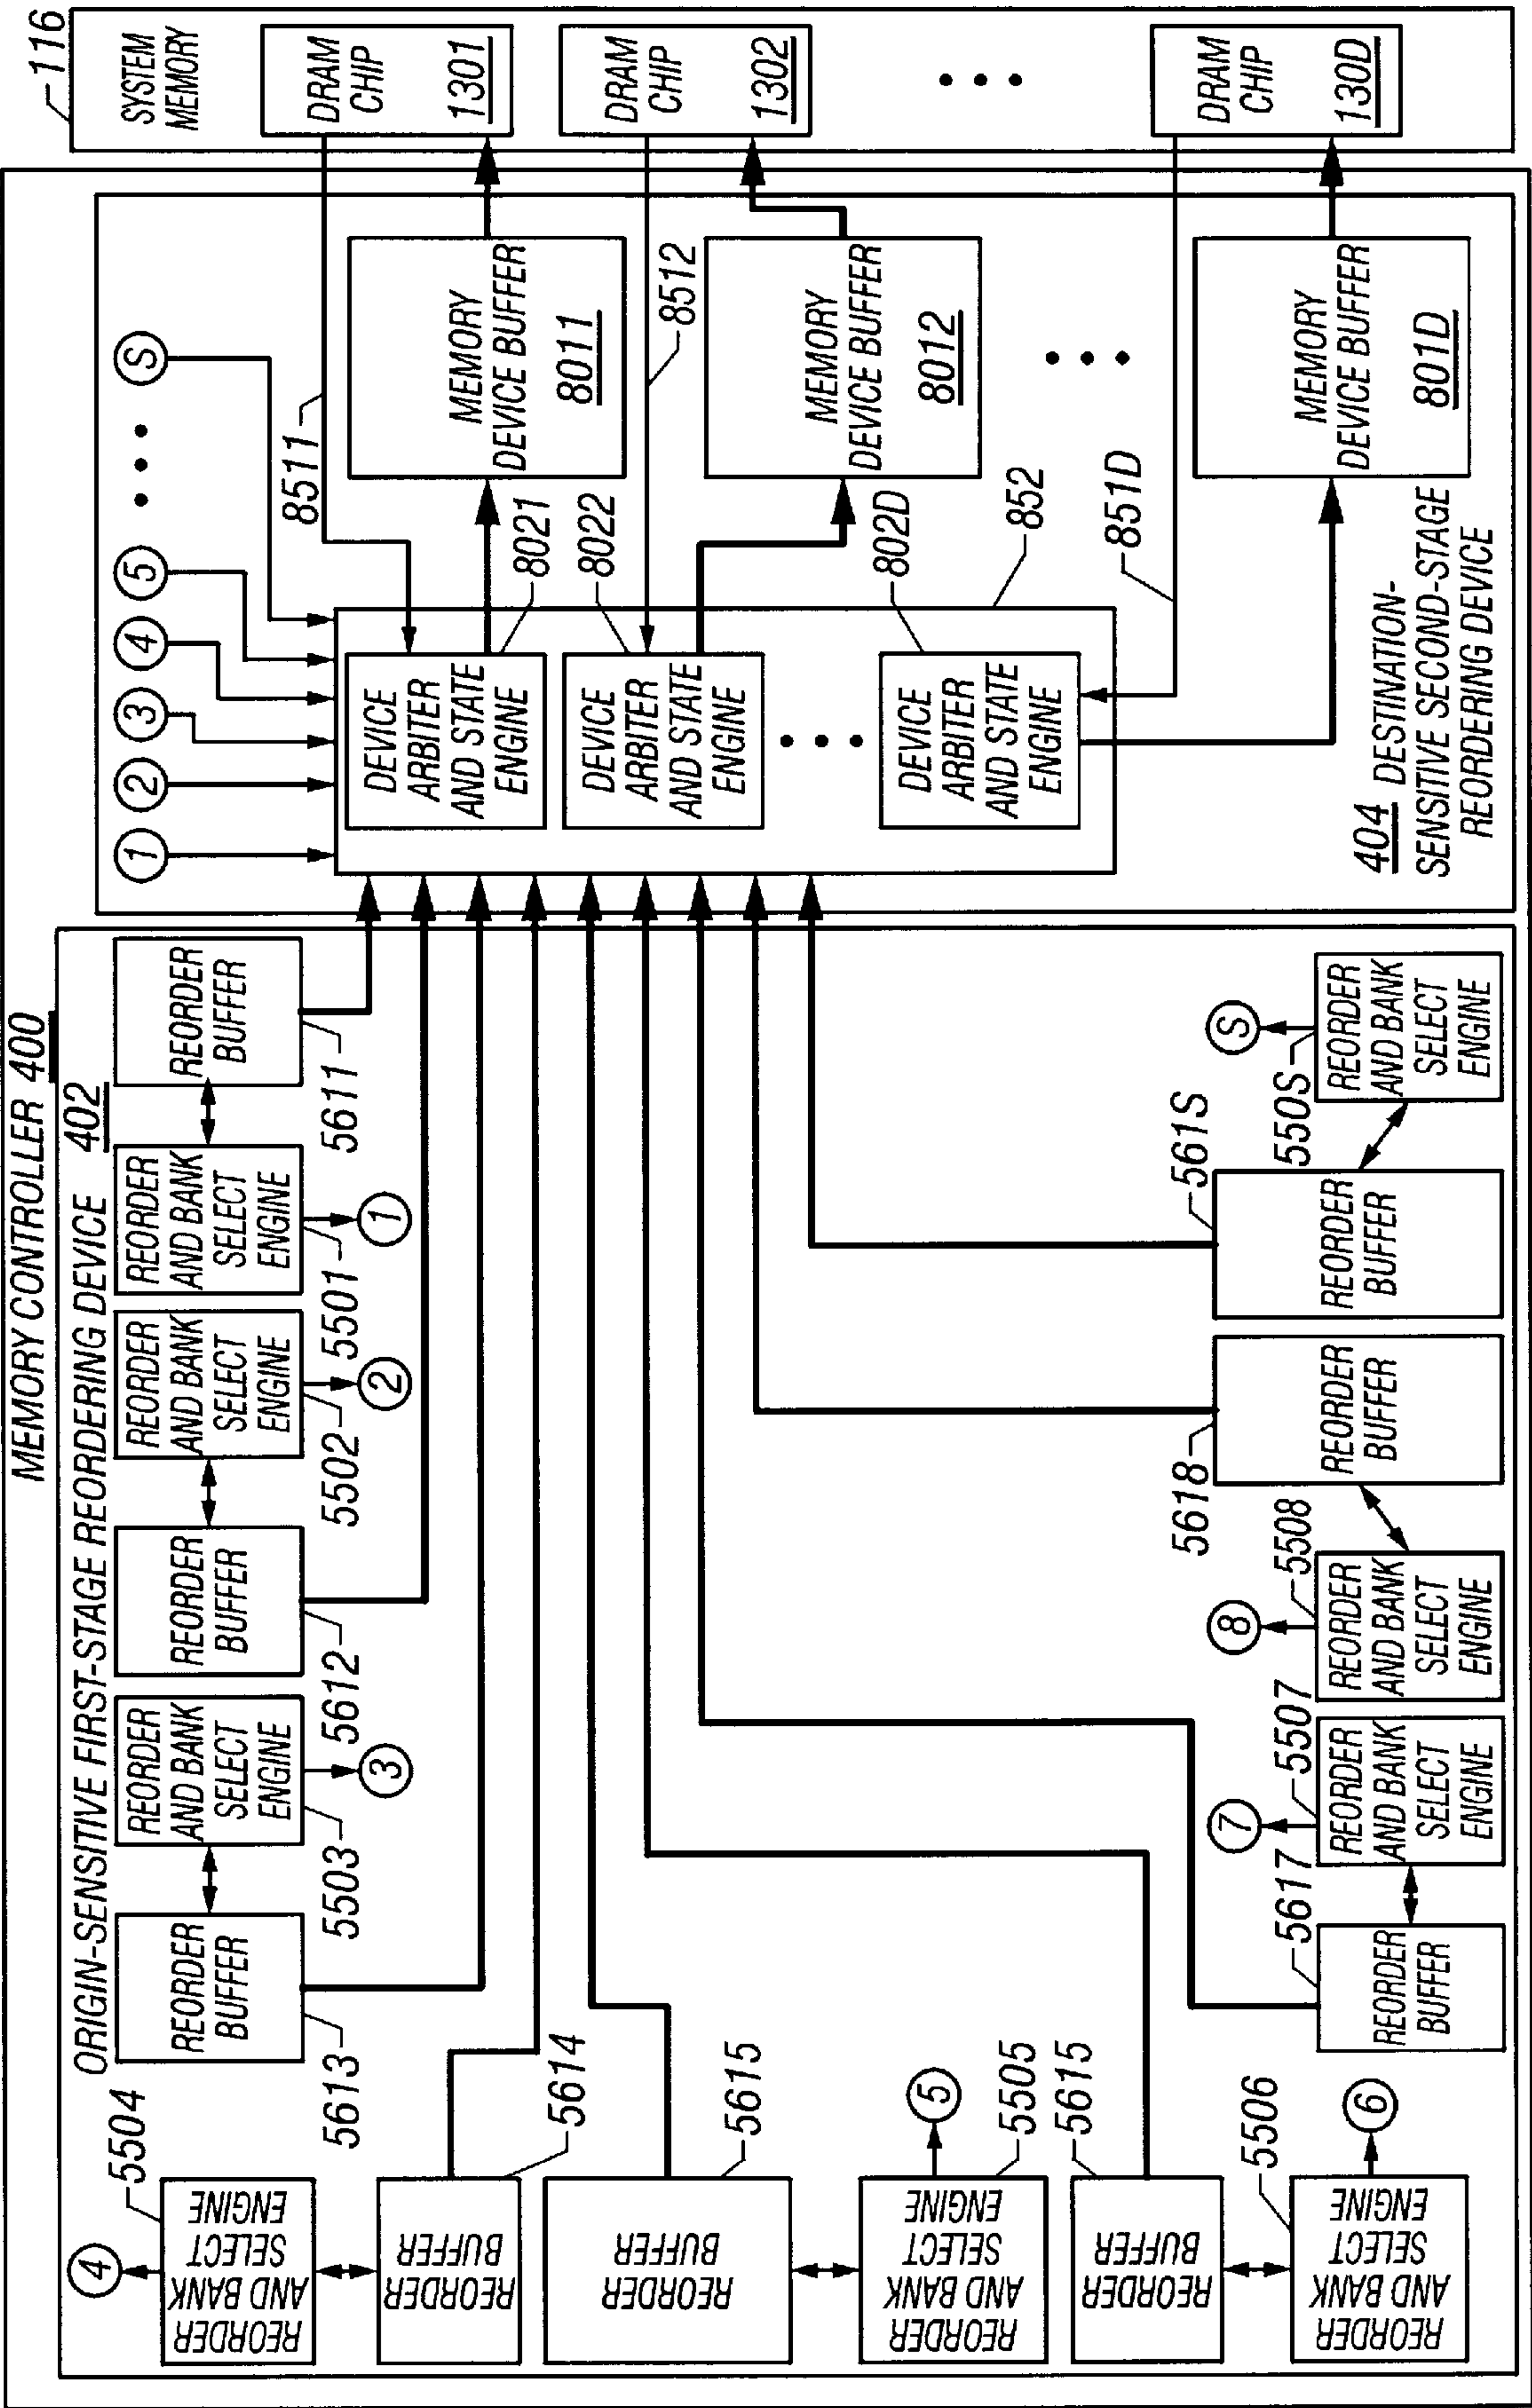 MEMORY CONTROLLER 400
ORIGIN-SENSITIVE FIRST-STAGE REORDERING DEVICE 402
4
5504
REORDER
AND BANK
SELECT
ENGINE
REORDER
BUFFER
5614
REORDER
BUFFER
5615
5
REORDER
AND BANK
SELECT
ENGINE
5505
REORDER
BUFFER
5615
REORDER
AND BANK
SELECT
ENGINE
5506
6
REORDER
BUFFER
5613
REORDER
AND BANK
SELECT
ENGINE
5503
3
REORDER
BUFFER
5612
REORDER
AND BANK
SELECT
ENGINE
5502
2
REORDER
AND BANK
SELECT
ENGINE
5501
1
REORDER
BUFFER
5611
REORDER
BUFFER
5617
7
REORDER
AND BANK
SELECT
ENGINE
5507
8
REORDER
AND BANK
SELECT
ENGINE
5508
REORDER
BUFFER
5618
REORDER
BUFFER
561S
S
REORDER
AND BANK
SELECT
ENGINE
550S
1
2
3
4
5
• • •
S
DEVICE
ARBITER
AND STATE
ENGINE
8021
DEVICE
ARBITER
AND STATE
ENGINE
8022
• • •
DEVICE
ARBITER
AND STATE
ENGINE
802D
852
8511
8512
851D
MEMORY
DEVICE BUFFER
8011
MEMORY
DEVICE BUFFER
8012
• • •
MEMORY
DEVICE BUFFER
801D
404 DESTINATION-
SENSITIVE SECOND-STAGE
REORDERING DEVICE
116
SYSTEM
MEMORY
DRAM
CHIP
1301
DRAM
CHIP
1302
• • •
DRAM
CHIP
130D